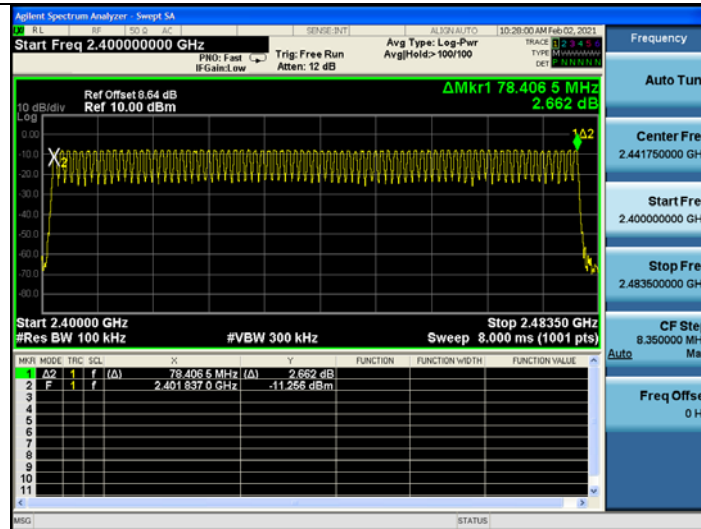 Agilent Spectrum Analyzer - Swept SA
RL RF 50 Ω AC SENSE:INT ALIGNAUTO 10:28:00 AM Feb 02, 2021
Start Freq 2.400000000 GHz
PNO: Fast
IFGain:Low
Trig: Free Run
Atten: 12 dB
Avg Type: Log-Pwr
Avg|Hold:>100/100
TRACE 1 2 3 4 5 6
TYPE M
DET P N N N N N
Frequency
Ref Offset 8.64 dB
10 dB/div Ref 10.00 dBm
Log
ΔMkr1 78.406 5 MHz
2.662 dB
Auto Tun
0.00
-10.0
-20.0
-30.0
-40.0
-50.0
-60.0
-70.0
-80.0
2
1Δ2
Center Fre
2.441750000 GH
Start Fre
2.400000000 GH
Stop Fre
2.483500000 GH
Start 2.40000 GHz Stop 2.48350 GHz
#Res BW 100 kHz #VBW 300 kHz Sweep 8.000 ms (1001 pts)
CF Ste
8.350000 MH
Auto Ma
MKR MODE TRC SCL X Y FUNCTION FUNCTION WIDTH FUNCTION VALUE
1 Δ2 1 f (Δ) 78.406 5 MHz (Δ) 2.662 dB
2 F 1 f 2.401 837 0 GHz -11.256 dBm
3
4
5
6
7
8
9
10
11
Freq Offse
0 H
MSG STATUS